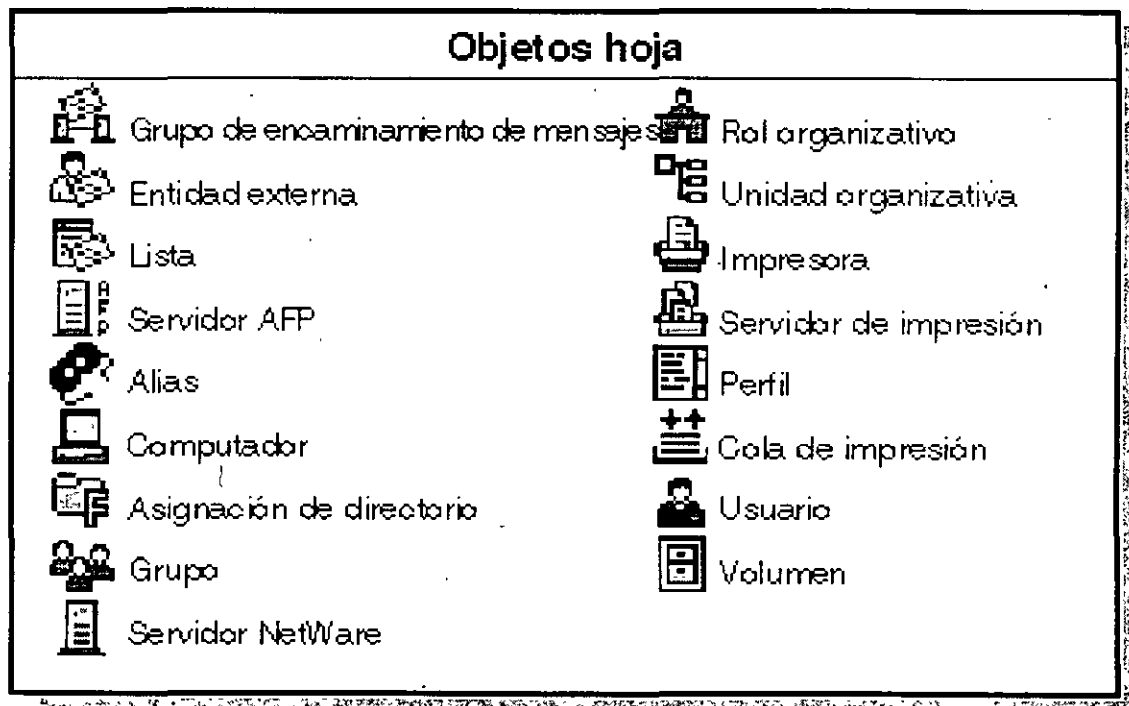 Objetos hoja
Grupo de encaminamiento de mensajes
Entidad externa
Lista
AFP
Servidor AFP
Alias
Computador
Asignación de directorio
Grupo
Servidor NetWare
Rol organizativo
Unidad organizativa
Impresora
Servidor de impresión
Perfil
Cola de impresión
Usuario
Volumen